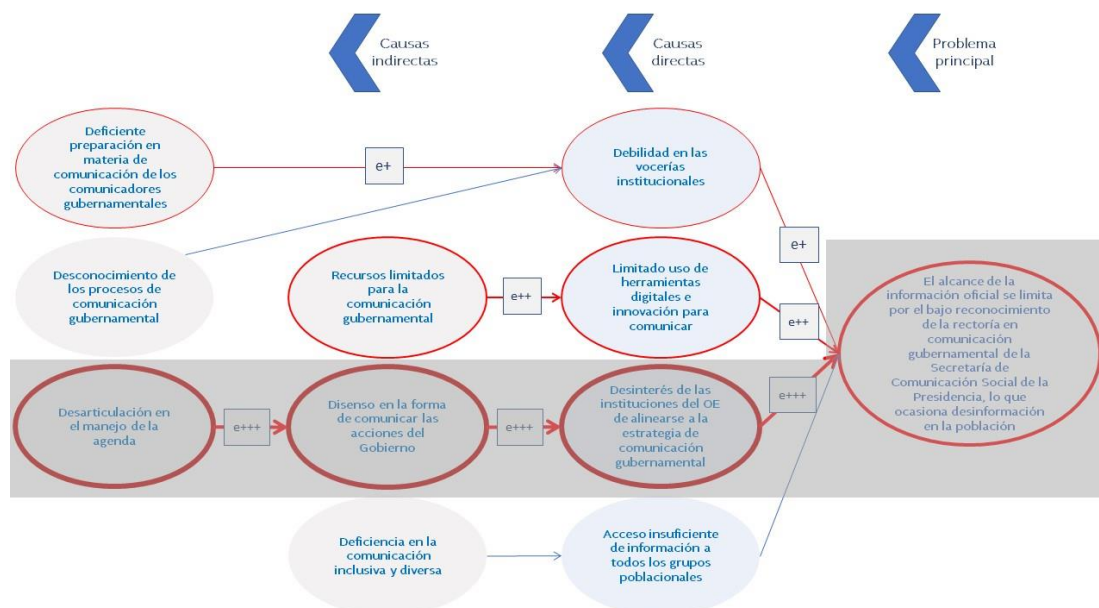 Causas
indirectas
Causas
directas
Problema
principal
Deficiente
preparación en
materia de
comunicación de los
comunicadores
gubernamentales
e+
Debilidad en las
vocerías
institucionales
e+
Desconocimiento de
los procesos de
comunicación
gubernamental
Recursos limitados
para la
comunicación
gubernamental
e++
Limitado uso de
herramientas
digitales e
innovación para
comunicar
e++
El alcance de la
información oficial se limita
por el bajo reconocimiento
de la rectoría en
comunicación
gubernamental de la
Secretaría de
Comunicación Social de la
Presidencia, lo que
ocasiona desinformación
en la población
Desarticulación en
el manejo de la
agenda
e+++
Disenso en la forma
de comunicar las
acciones del
Gobierno
e+++
Desinterés de las
instituciones del OE
de alinearse a la
estrategia de
comunicación
gubernamental
e+++
Deficiencia en la
comunicación
inclusiva y diversa
Acceso insuficiente
de información a
todos los grupos
poblacionales